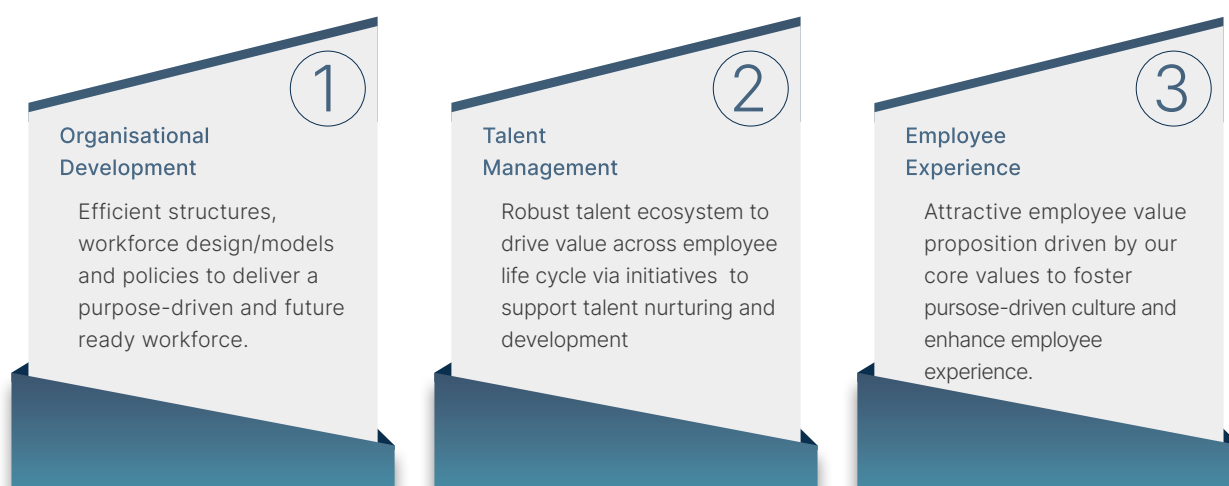 1
Organisational
Development
Efficient structures,
workforce design/models
and policies to deliver a
purpose-driven and future
ready workforce.
2
Talent
Management
Robust talent ecosystem to
drive value across employee
life cycle via initiatives  to
support talent nurturing and
development
3
Employee
Experience
Attractive employee value
proposition driven by our
core values to foster
pursose-driven culture and
enhance employee
experience.